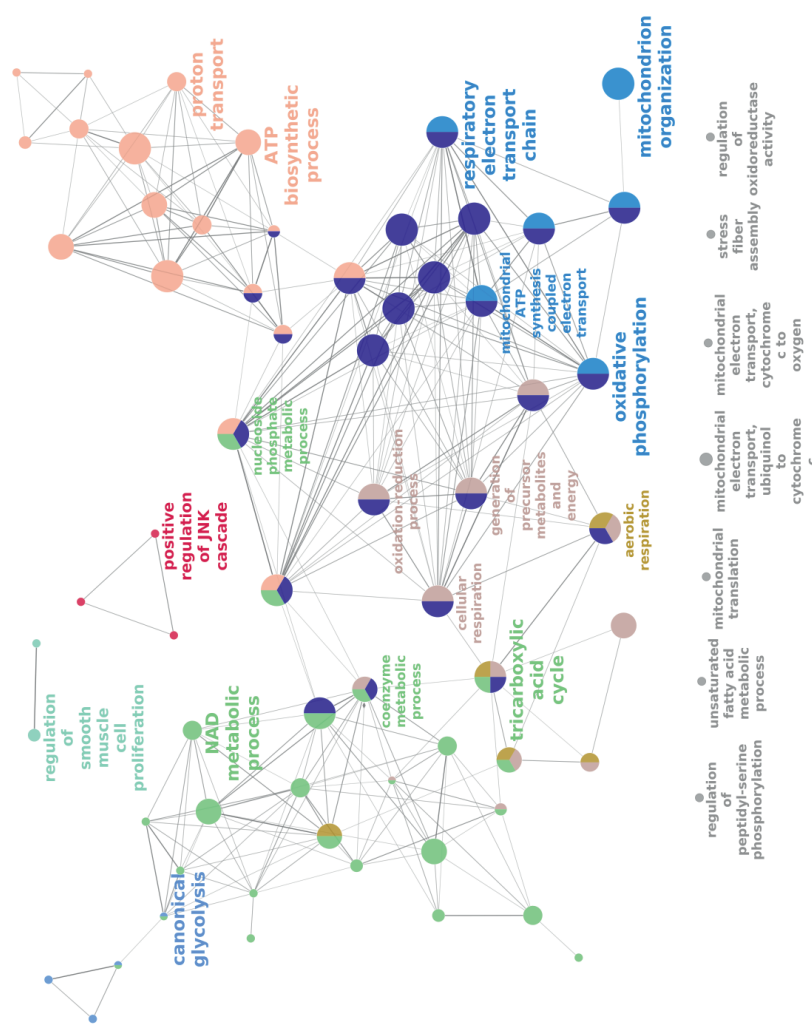 proton
transport
ATP
biosynthetic
process
respiratory
electron
transport
chain
mitochondrion
organization
mitochondrial
ATP
synthesis
coupled
electron
transport
oxidative
phosphorylation
nucleoside
phosphate
metabolic
process
oxidation-reduction
process
generation
of
precursor
metabolites
and
energy
aerobic
respiration
cellular
respiration
positive
regulation
of JNK
cascade
regulation
of
smooth
muscle
cell
proliferation
NAD
metabolic
process
coenzyme
metabolic
process
tricarboxylic
acid
cycle
canonical
glycolysis
regulation
of
oxidoreductase
activity
stress
fiber
assembly
mitochondrial
electron
transport,
cytochrome
c to
oxygen
mitochondrial
electron
transport,
ubiquinol
to
cytochrome
c
mitochondrial
translation
unsaturated
fatty acid
metabolic
process
regulation
of
peptidyl-serine
phosphorylation